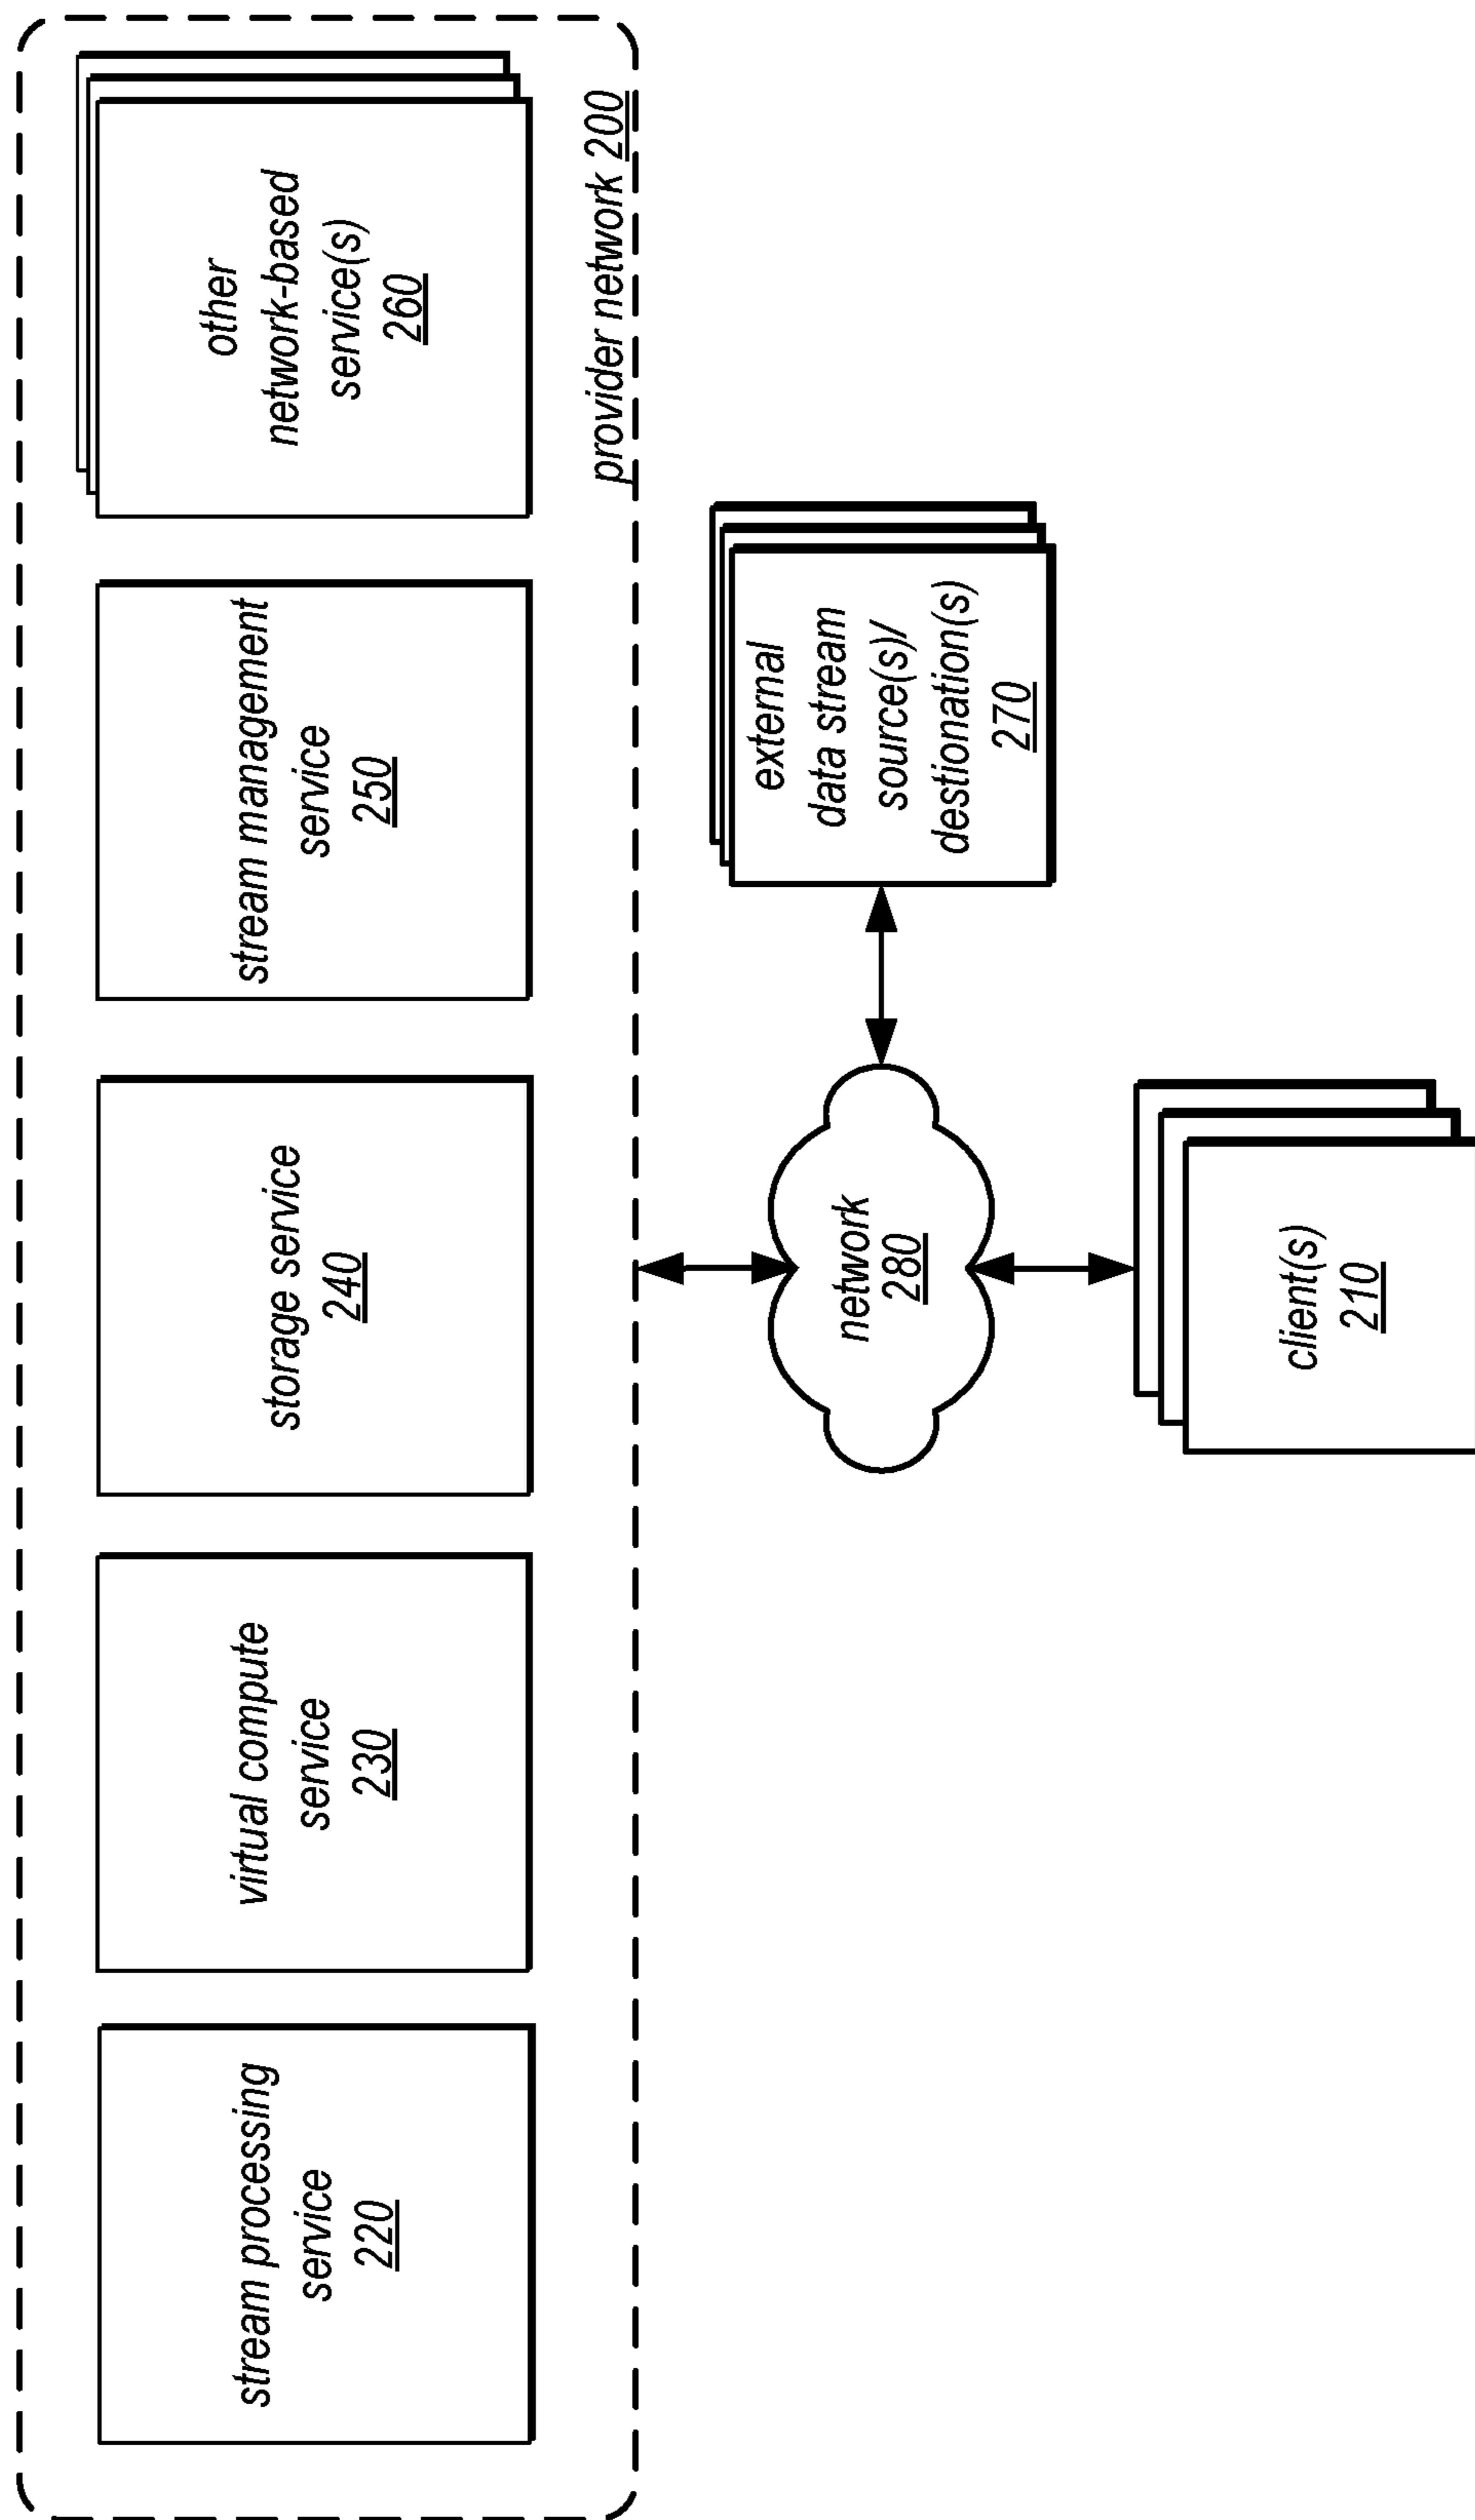 stream processing
service
220
virtual compute
service
230
storage service
240
stream management
service
250
other
network-based
service(s)
260
provider network 200
external
data stream
source(s)/
destionation(s)
270
network
280
client(s)
210